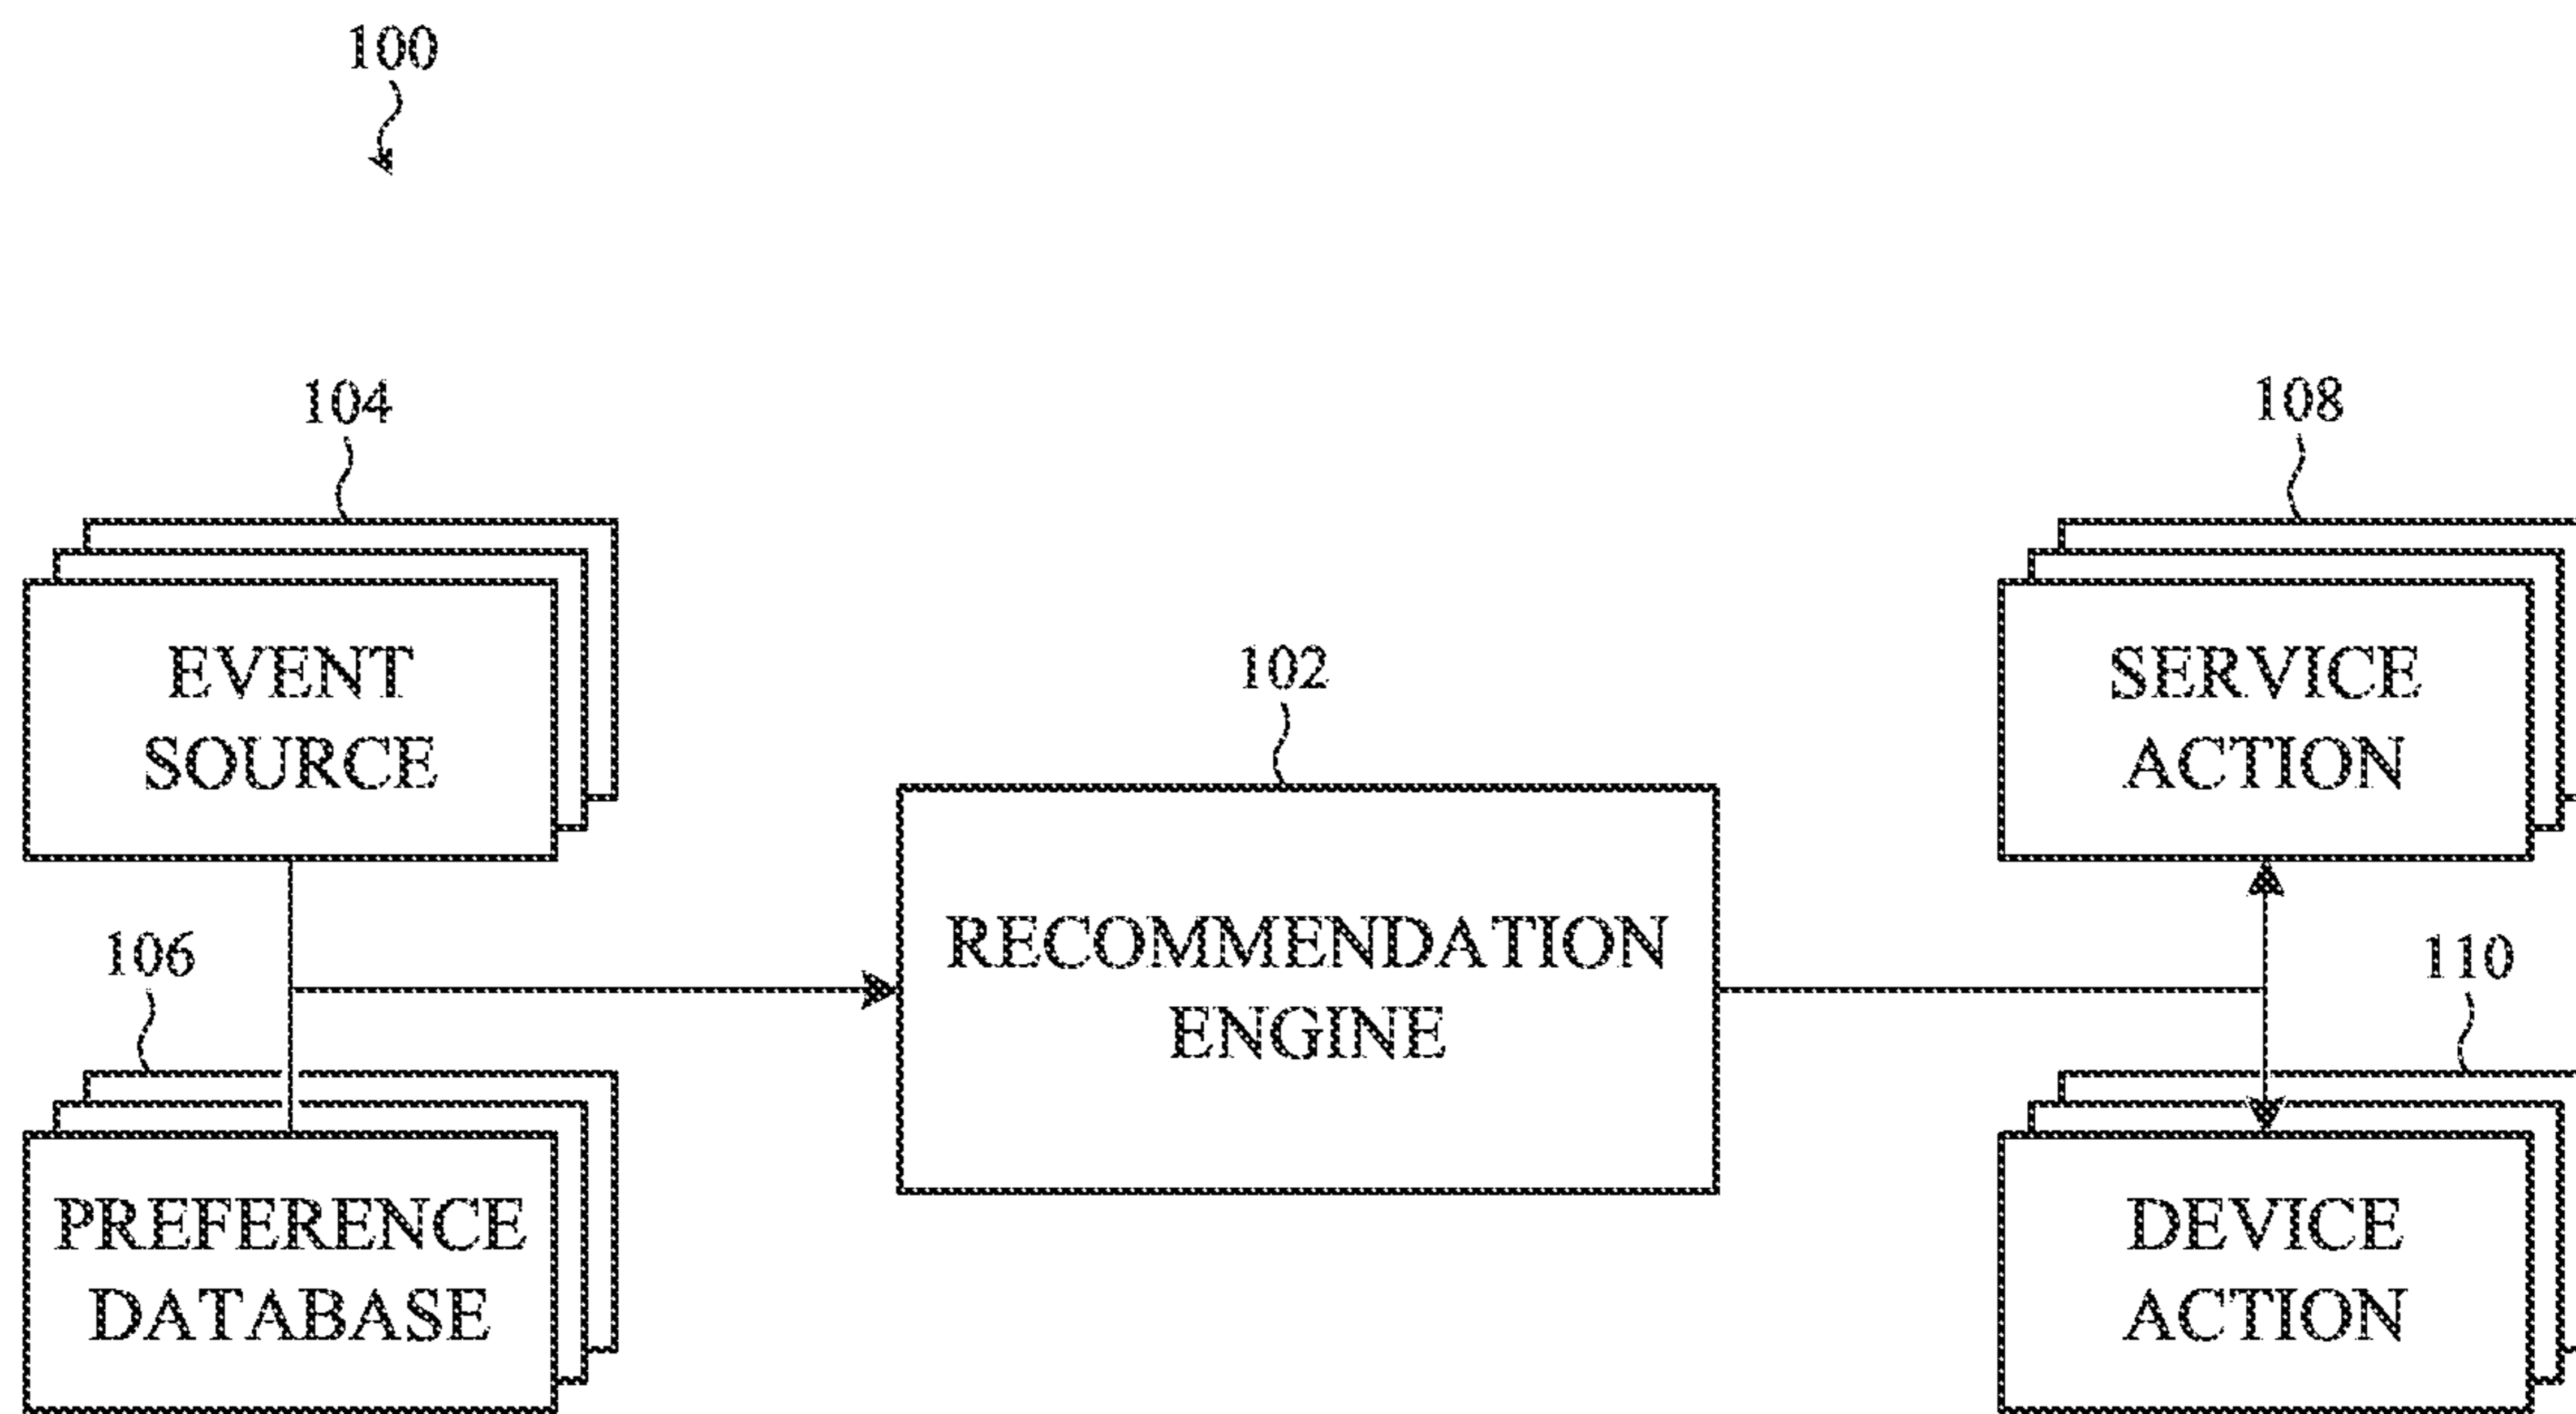 100
104
EVENT
SOURCE
106
PREFERENCE
DATABASE
102
RECOMMENDATION
ENGINE
108
SERVICE
ACTION
110
DEVICE
ACTION